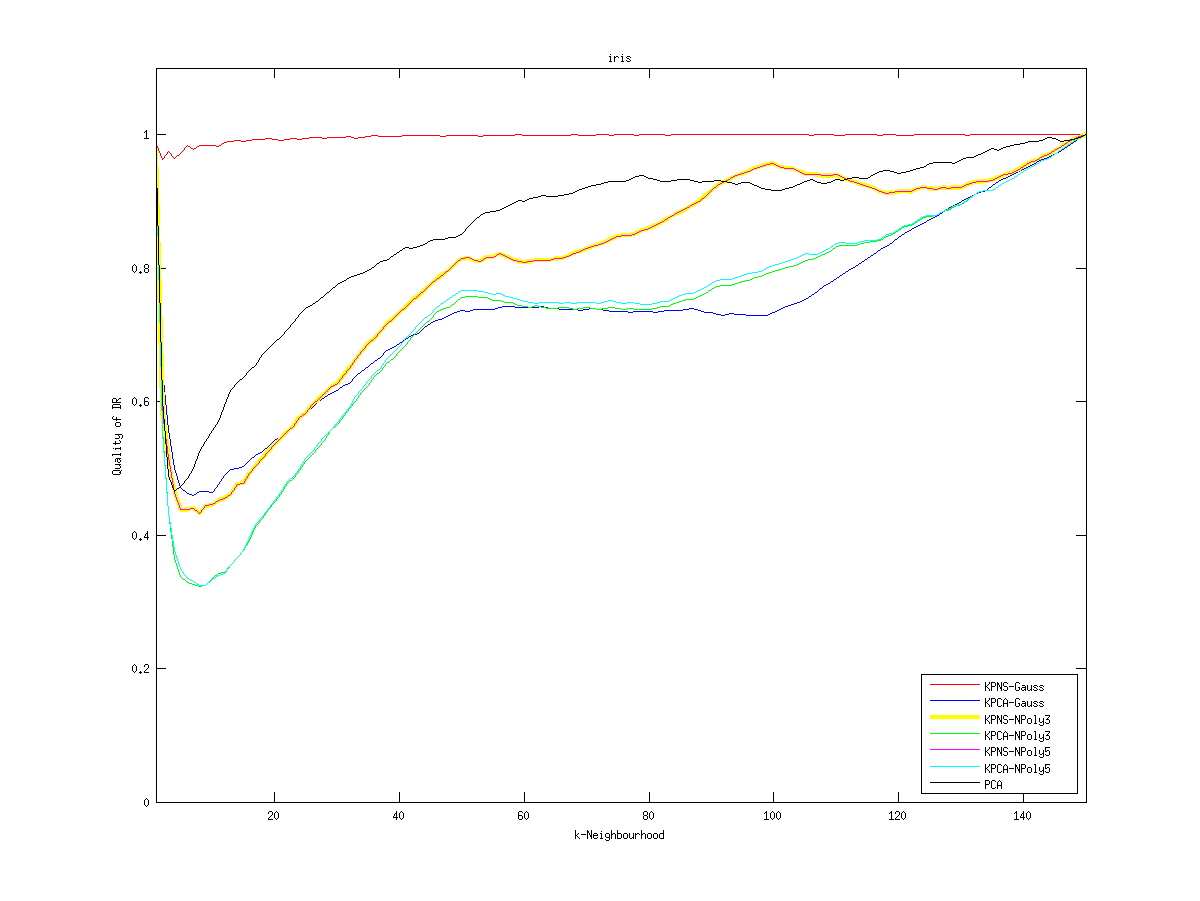 iris
1
0.8
0.6
0.4
0.2
0
Quality of DR
20 40 60 80 100 120 140
k-Neighbourhood
KPNS-Gauss
KPCA-Gauss
KPNS-NPoly3
KPCA-NPoly3
KPNS-NPoly5
KPCA-NPoly5
PCA